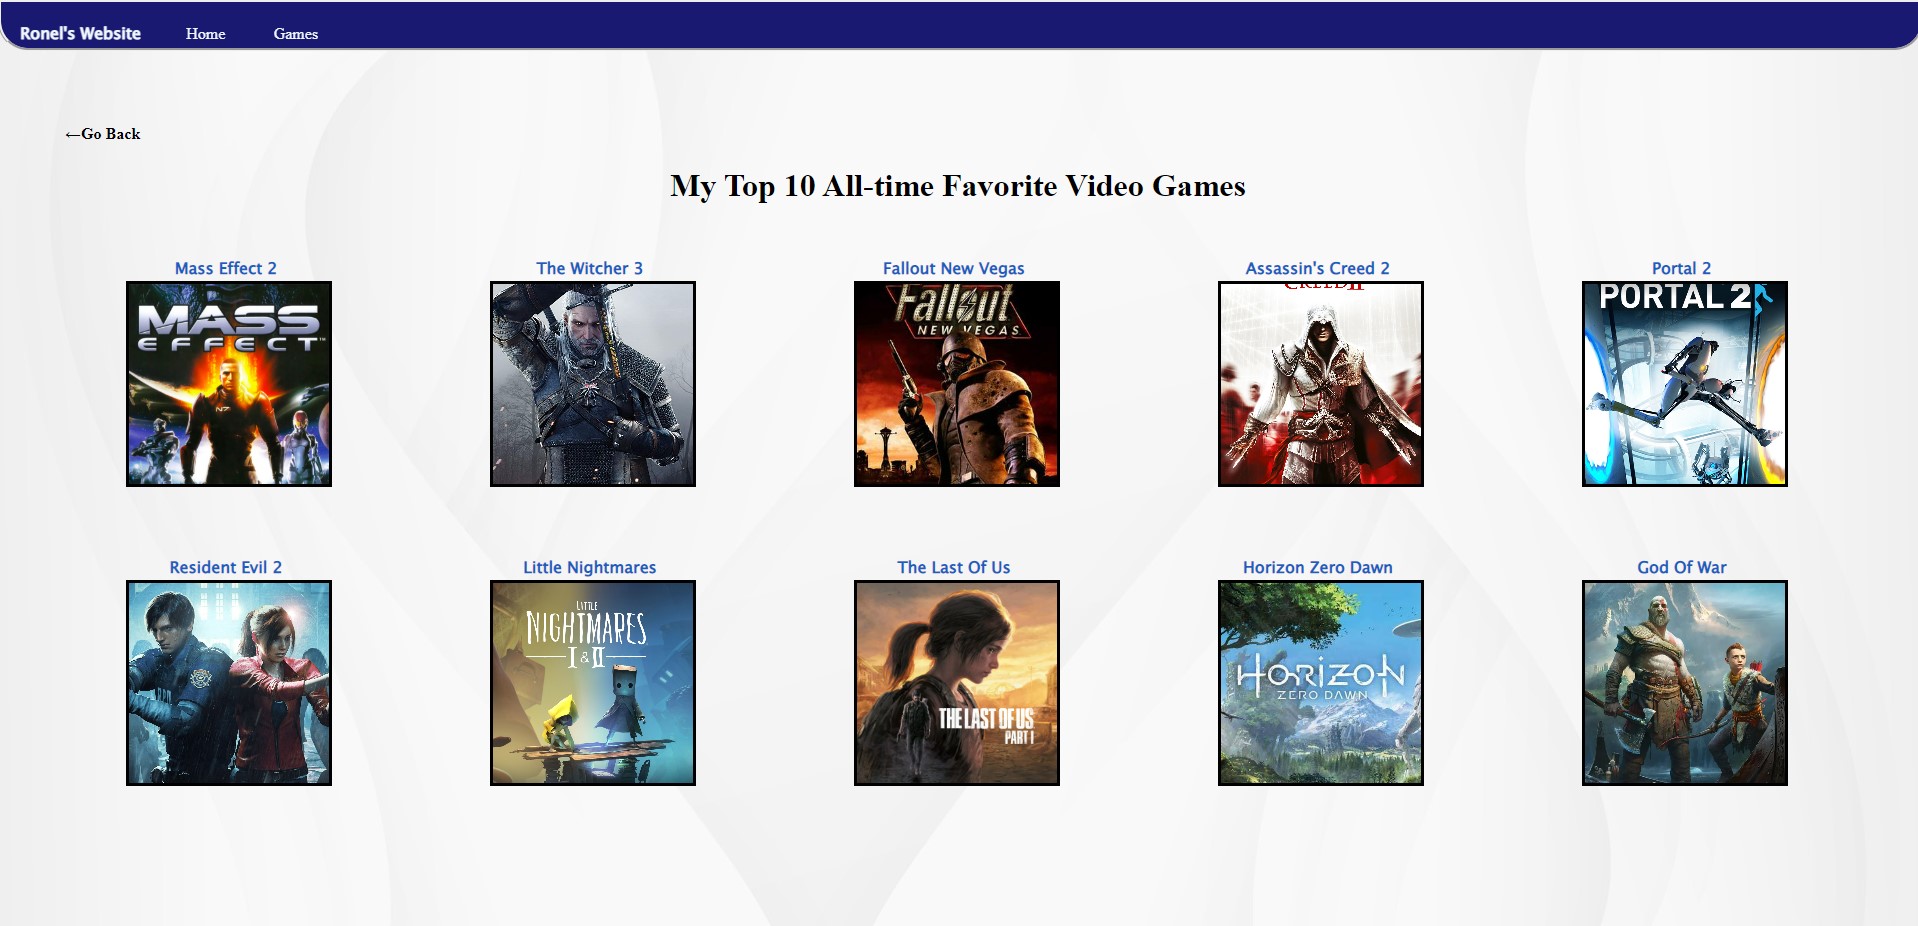 Ronel's Website Home Games
←Go Back
My Top 10 All-time Favorite Video Games
Mass Effect 2
The Witcher 3
Fallout New Vegas
Assassin's Creed 2
Portal 2
MASS
EFFECT™
N7
Fallout
NEW VEGAS
CREED II
PORTAL 2
Resident Evil 2
Little Nightmares
The Last Of Us
Horizon Zero Dawn
God Of War
LITTLE
NIGHTMARES
I & II
THE LAST OF US
PART I
HORIZON
ZERO DAWN